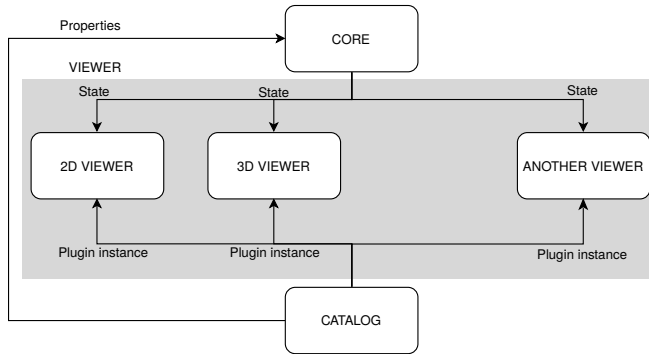 Properties
CORE
VIEWER
State
State
State
2D VIEWER
3D VIEWER
ANOTHER VIEWER
Plugin instance
Plugin instance
Plugin instance
CATALOG